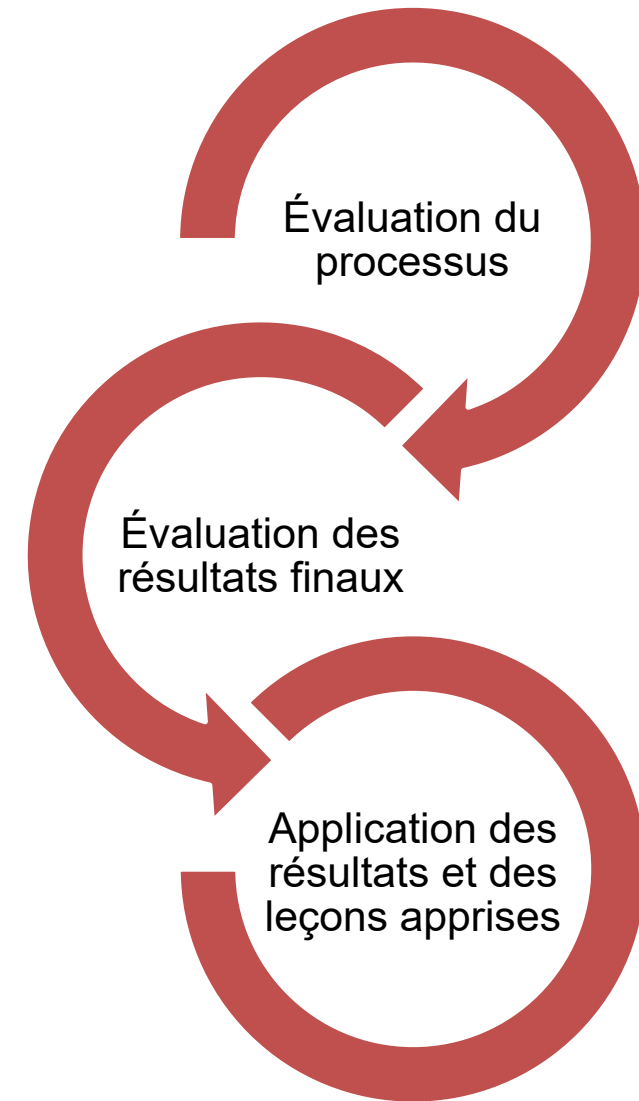 Évaluation du
processus
Évaluation des
résultats finaux
Application des
résultats et des
leçons apprises